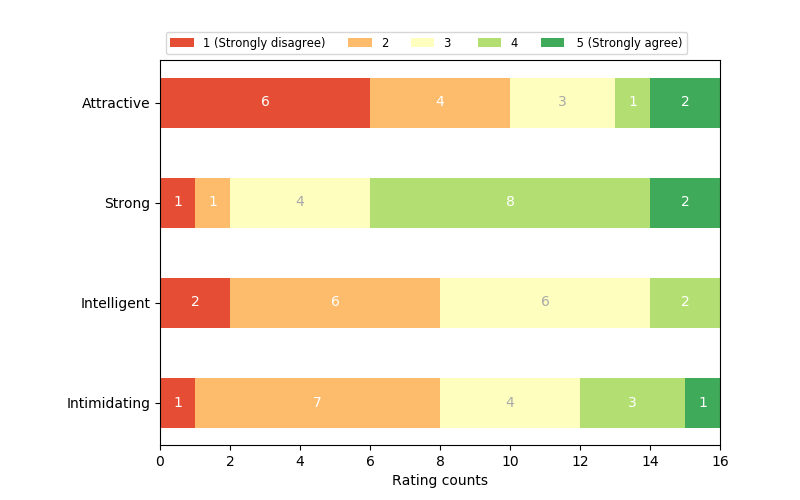 1 (Strongly disagree) 2 3 4 5 (Strongly agree)
Attractive 6 4 3 1 2
Strong 1 1 4 8 2
Intelligent 2 6 6 2
Intimidating 1 7 4 3 1
0 2 4 6 8 10 12 14 16
Rating counts